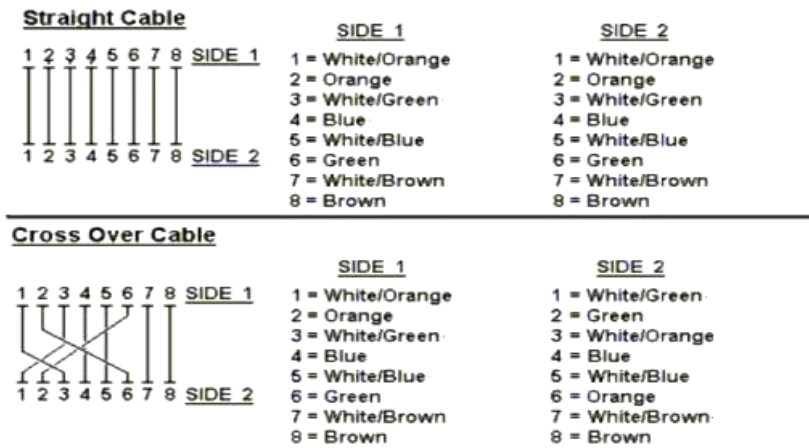 Straight Cable
1 2 3 4 5 6 7 8 SIDE 1
1 2 3 4 5 6 7 8 SIDE 2
SIDE 1
1 = White/Orange
2 = Orange
3 = White/Green
4 = Blue
5 = White/Blue
6 = Green
7 = White/Brown
8 = Brown
SIDE 2
1 = White/Orange
2 = Orange
3 = White/Green
4 = Blue
5 = White/Blue
6 = Green
7 = White/Brown
8 = Brown
Cross Over Cable
1 2 3 4 5 6 7 8 SIDE 1
1 2 3 4 5 6 7 8 SIDE 2
SIDE 1
1 = White/Orange
2 = Orange
3 = White/Green
4 = Blue
5 = White/Blue
6 = Green
7 = White/Brown
8 = Brown
SIDE 2
1 = White/Green
2 = Green
3 = White/Orange
4 = Blue
5 = White/Blue
6 = Orange
7 = White/Brown
8 = Brown